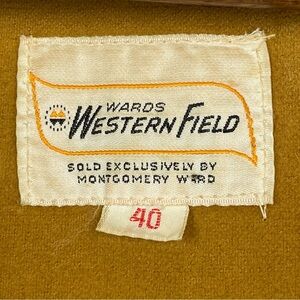 WARDS
WESTERN FIELD
SOLD EXCLUSIVELY BY
MONTGOMERY WARD
40